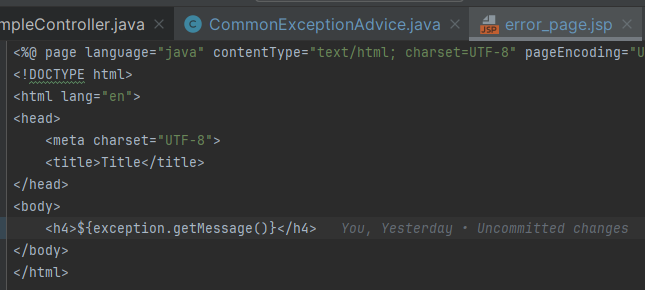 mpleController.java CommonExceptionAdvice.java JSP error_page.jsp
<%@ page language="java" contentType="text/html; charset=UTF-8" pageEncoding="U
<!DOCTYPE html>
<html lang="en">
<head>
<meta charset="UTF-8">
<title>Title</title>
</head>
<body>
<h4>${exception.getMessage()}</h4> You, Yesterday • Uncommitted changes
</body>
</html>